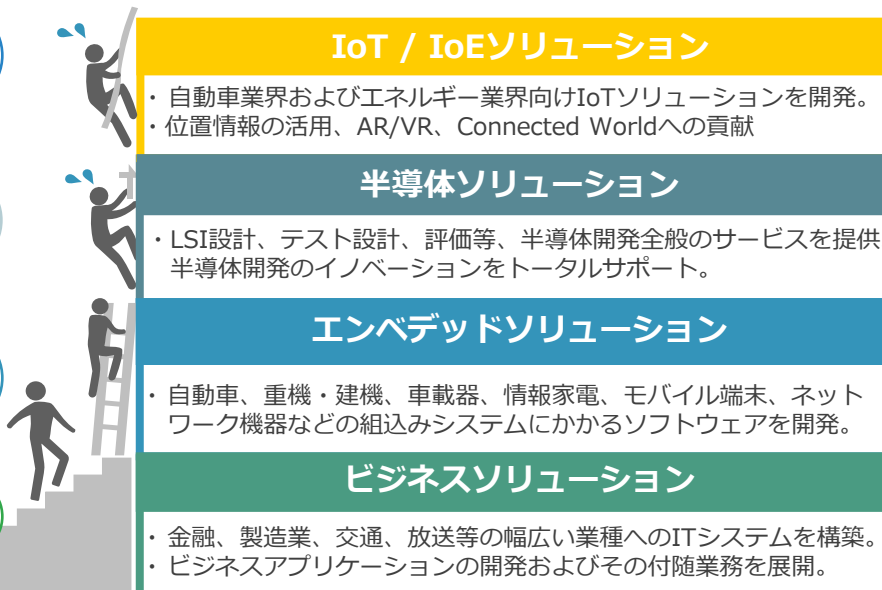 IoT / IoEソリューション
・自動車業界およびエネルギー業界向けIoTソリューションを開発。
・位置情報の活用、AR/VR、Connected Worldへの貢献
半導体ソリューション
・LSI設計、テスト設計、評価等、半導体開発全般のサービスを提供
半導体開発のイノベーションをトータルサポート。
エンベデッドソリューション
・自動車、重機・建機、車載器、情報家電、モバイル端末、ネット
ワーク機器などの組込みシステムにかかるソフトウェアを開発。
ビジネスソリューション
・金融、製造業、交通、放送等の幅広い業種へのITシステムを構築。
・ビジネスアプリケーションの開発およびその付随業務を展開。